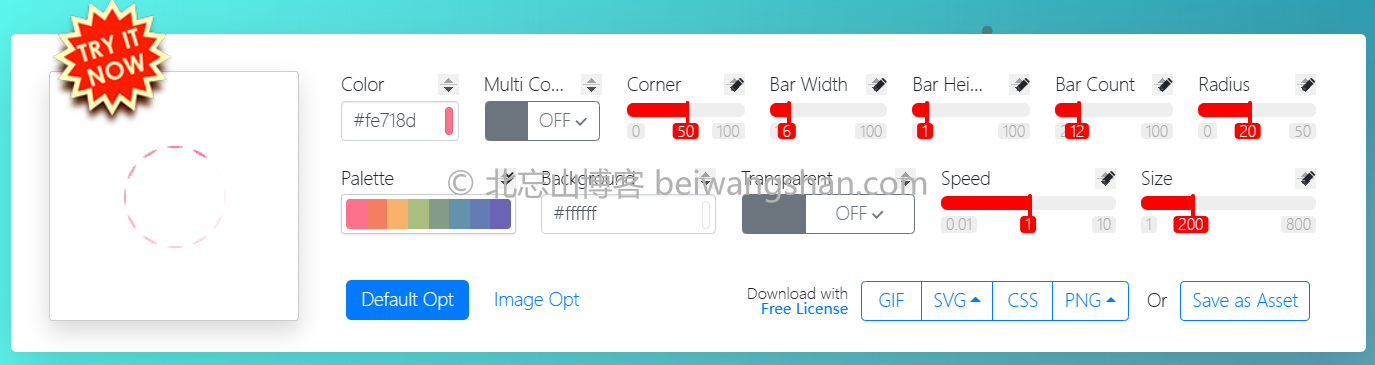 TRY IT
NOW
Color
Multi Co...
Corner
Bar Width
Bar Hei...
Bar Count
Radius
#fe718d
OFF
0 50 100
6 100
1 100
12 100
0 20 50
Palette
Background
Transparent
Speed
Size
© 北忘山博客 beiwangshan.com
#ffffff
OFF
0.01 1 10
1 200 800
Default Opt
Image Opt
Download with
Free License
GIF
SVG
CSS
PNG
Or
Save as Asset